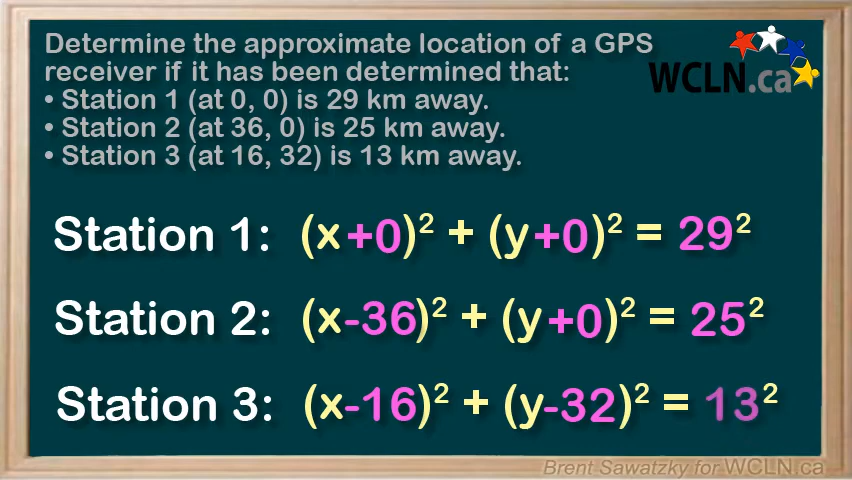 Determine the approximate location of a GPS
receiver if it has been determined that:
• Station 1 (at 0, 0) is 29 km away.
• Station 2 (at 36, 0) is 25 km away.
• Station 3 (at 16, 32) is 13 km away.
WCLN.ca
Station 1: (x+0)² + (y+0)² = 29²
Station 2: (x-36)² + (y+0)² = 25²
Station 3: (x-16)² + (y-32)² = 13²
Brent Sawatzky for WCLN.ca